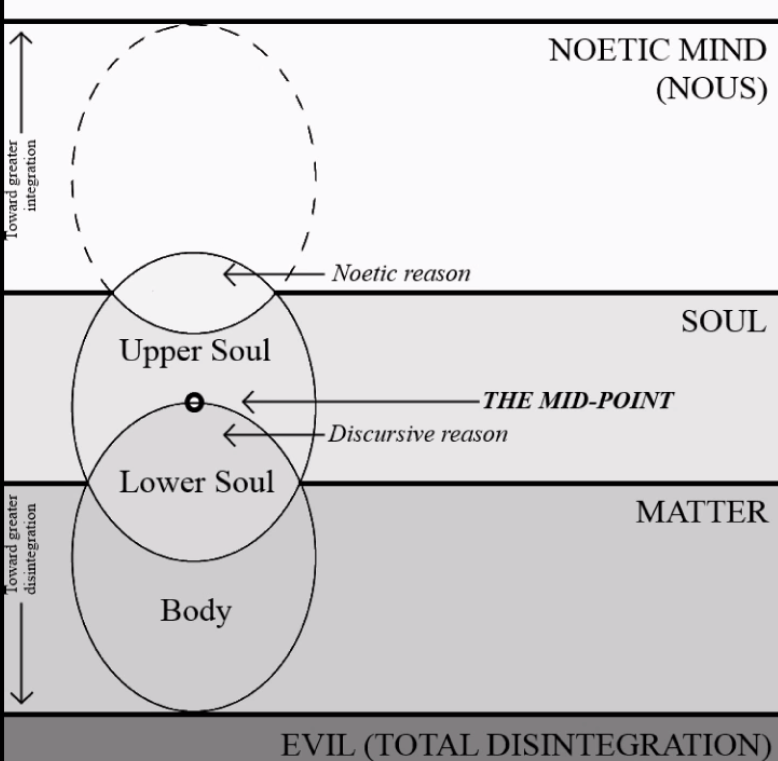 NOETIC MIND
(NOUS)
Toward greater
integration
Noetic reason
SOUL
Upper Soul
THE MID-POINT
Discursive reason
Lower Soul
MATTER
Toward greater
disintegration
Body
EVIL (TOTAL DISINTEGRATION)